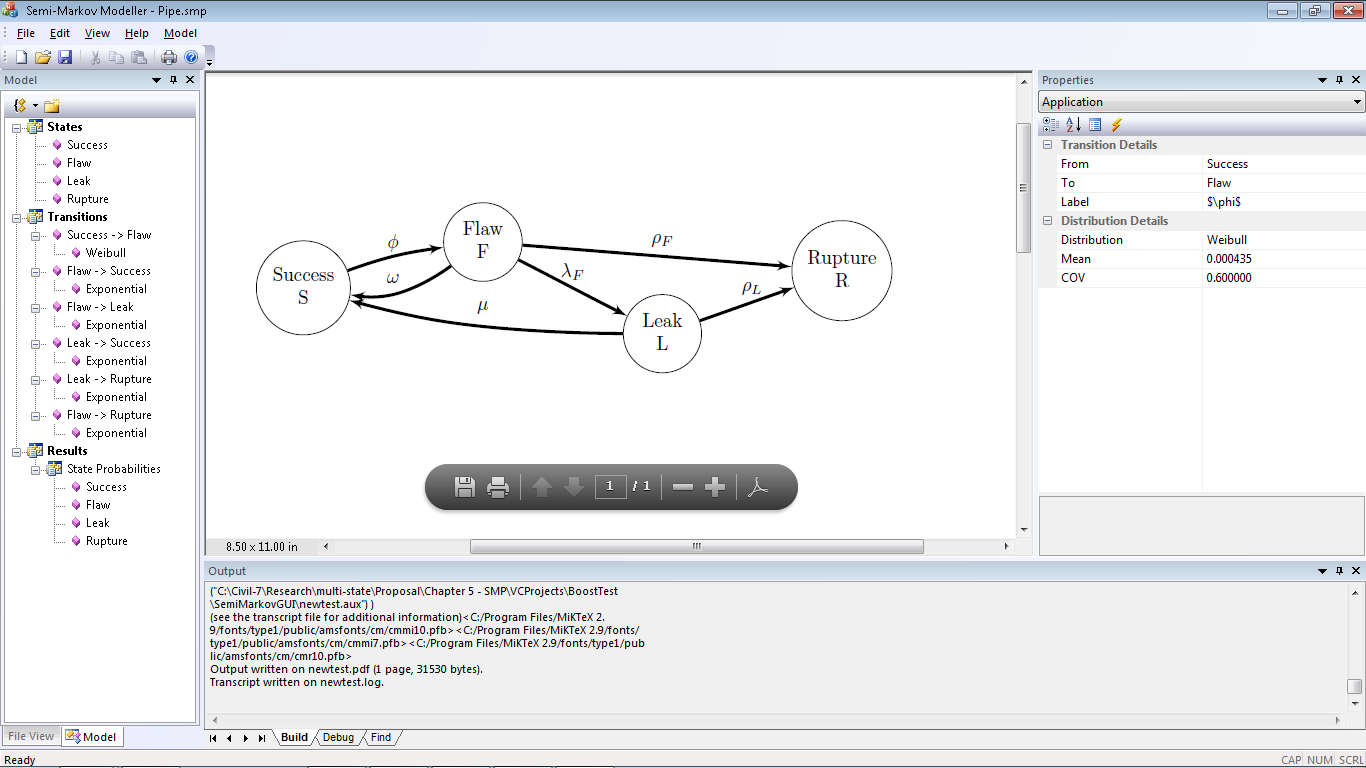 Semi-Markov Modeller - Pipe.smp
File Edit View Help Model
Model
States
Success
Flaw
Leak
Rupture
Transitions
Success -> Flaw
Weibull
Flaw -> Success
Exponential
Flaw -> Leak
Exponential
Leak -> Success
Exponential
Leak -> Rupture
Exponential
Flaw -> Rupture
Exponential
Results
State Probabilities
Success
Flaw
Leak
Rupture
File View Model
Success
S
ϕ
ω
μ
Flaw
F
ρF
λF
Leak
L
ρL
Rupture
R
1 / 1
8.50 x 11.00 in
Properties
Application
Transition Details
From Success
To Flaw
Label $\phi$
Distribution Details
Distribution Weibull
Mean 0.000435
COV 0.600000
Output
("C:\Civil-7\Research\multi-state\Proposal\Chapter 5 - SMP\VCProjects\BoostTest
\SemiMarkovGUI\newtest.aux") )
(see the transcript file for additional information)<C:/Program Files/MiKTeX 2.
9/fonts/type1/public/amsfonts/cm/cmmi10.pfb> <C:/Program Files/MiKTeX 2.9/fonts/
type1/public/amsfonts/cm/cmmi7.pfb> <C:/Program Files/MiKTeX 2.9/fonts/type1/pub
lic/amsfonts/cm/cmr10.pfb>
Output written on newtest.pdf (1 page, 31530 bytes).
Transcript written on newtest.log.
Build Debug Find
Ready
CAP NUM SCRL